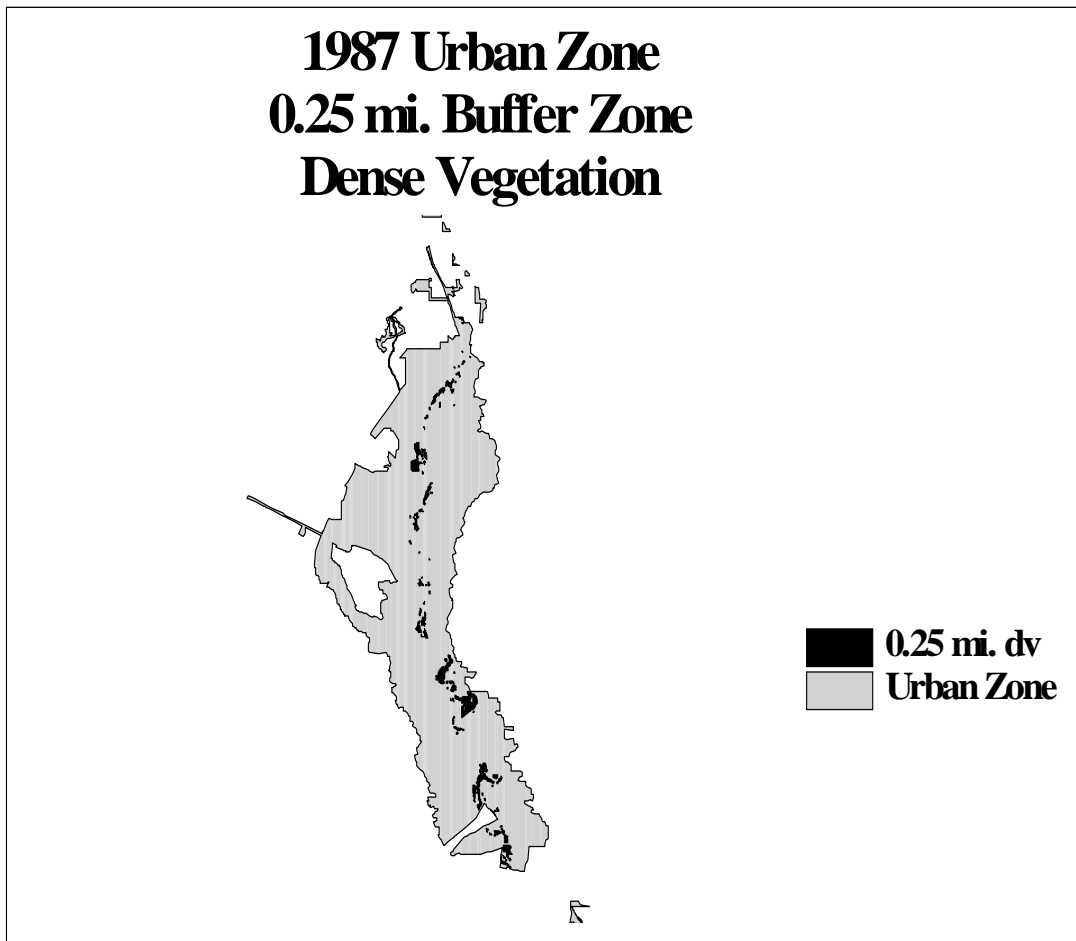 1987 Urban Zone
0.25 mi. Buffer Zone
Dense Vegetation
0.25 mi. dv
Urban Zone